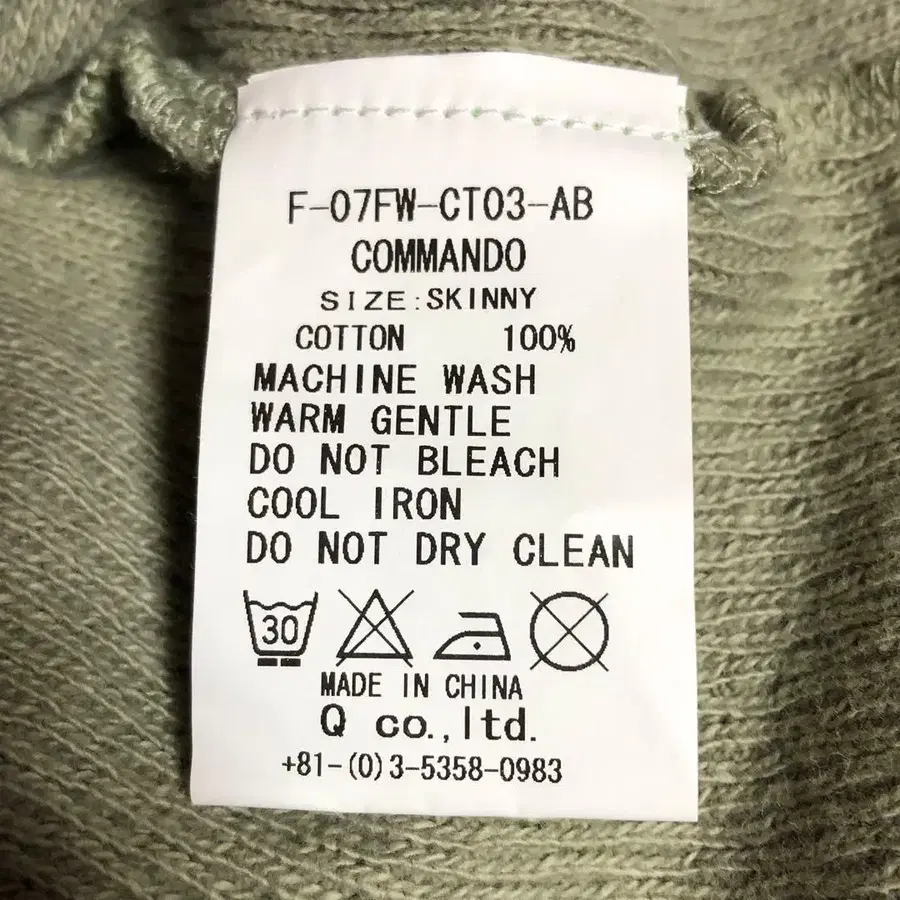 F-07FW-CT03-AB
COMMANDO
SIZE:SKINNY
COTTON 100%
MACHINE WASH
WARM GENTLE
DO NOT BLEACH
COOL IRON
DO NOT DRY CLEAN
30
MADE IN CHINA
Q co.,ltd.
+81-(0)3-5358-0983